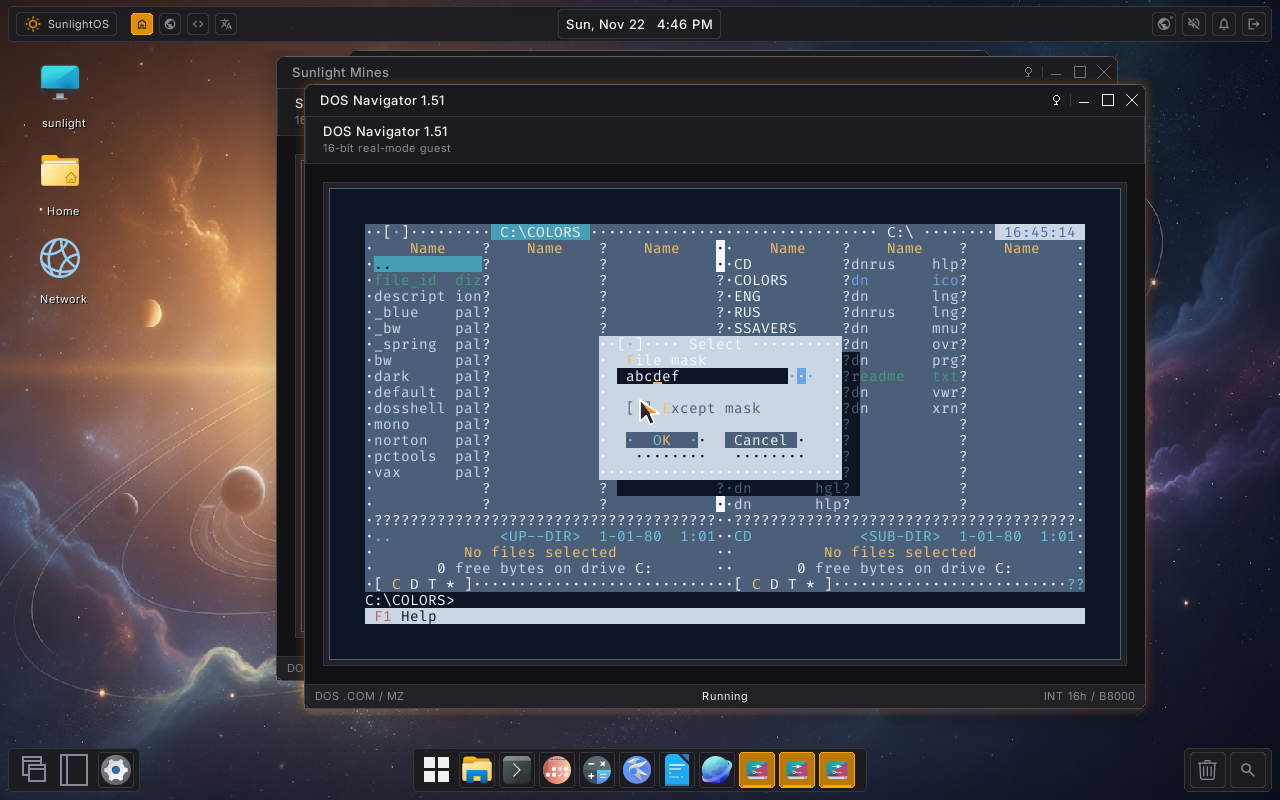 SunlightOS
Sun, Nov 22 4:46 PM
sunlight
Home
Network
Sunlight Mines
DOS Navigator 1.51
DOS Navigator 1.51
16-bit real-mode guest
··[·]········· C:\COLORS ································· C:\ ········ 16:45:14
Name ? Name ? Name Name ? Name ? Name
.. ? ? CD ?dnrus hlp?
file_id diz? ? ?·COLORS ?dn ico?
descript ion? ? ?·ENG ?dn lng?
_blue pal? ? ?·RUS ?dnrus lng?
_bw pal? ? ?·SSAVERS ?dn mnu?
_spring pal? [·] Select ?dn ovr?
bw pal? File mask ?dn prg?
dark pal? abcdef ?readme txt?
default pal? ?dn vwr?
dosshell pal? [ ] Except mask ?dn xrn?
mono pal? ? ?
norton pal? OK Cancel ? ?
pctools pal? ? ?
vax pal? ? ?
? ? ?·dn hgl? ?
? ? dn hlp? ?
·??????????????????????????????????????··??????????????????????????????????????·
.. <UP--DIR> 1-01-80 1:01··CD <SUB-DIR> 1-01-80 1:01
No files selected No files selected
0 free bytes on drive C: 0 free bytes on drive C:
·[ C D T * ]·····························[ C D T * ]··························??
C:\COLORS>
F1 Help
DO
DOS .COM / MZ
Running
INT 16h / B8000